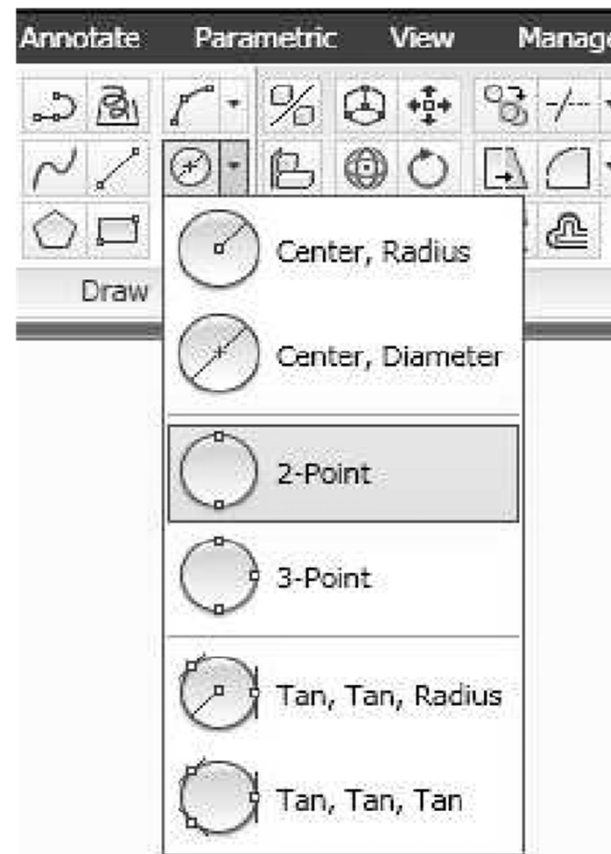 Annotate Parametric View Manage
Draw
Center, Radius
Center, Diameter
2-Point
3-Point
Tan, Tan, Radius
Tan, Tan, Tan